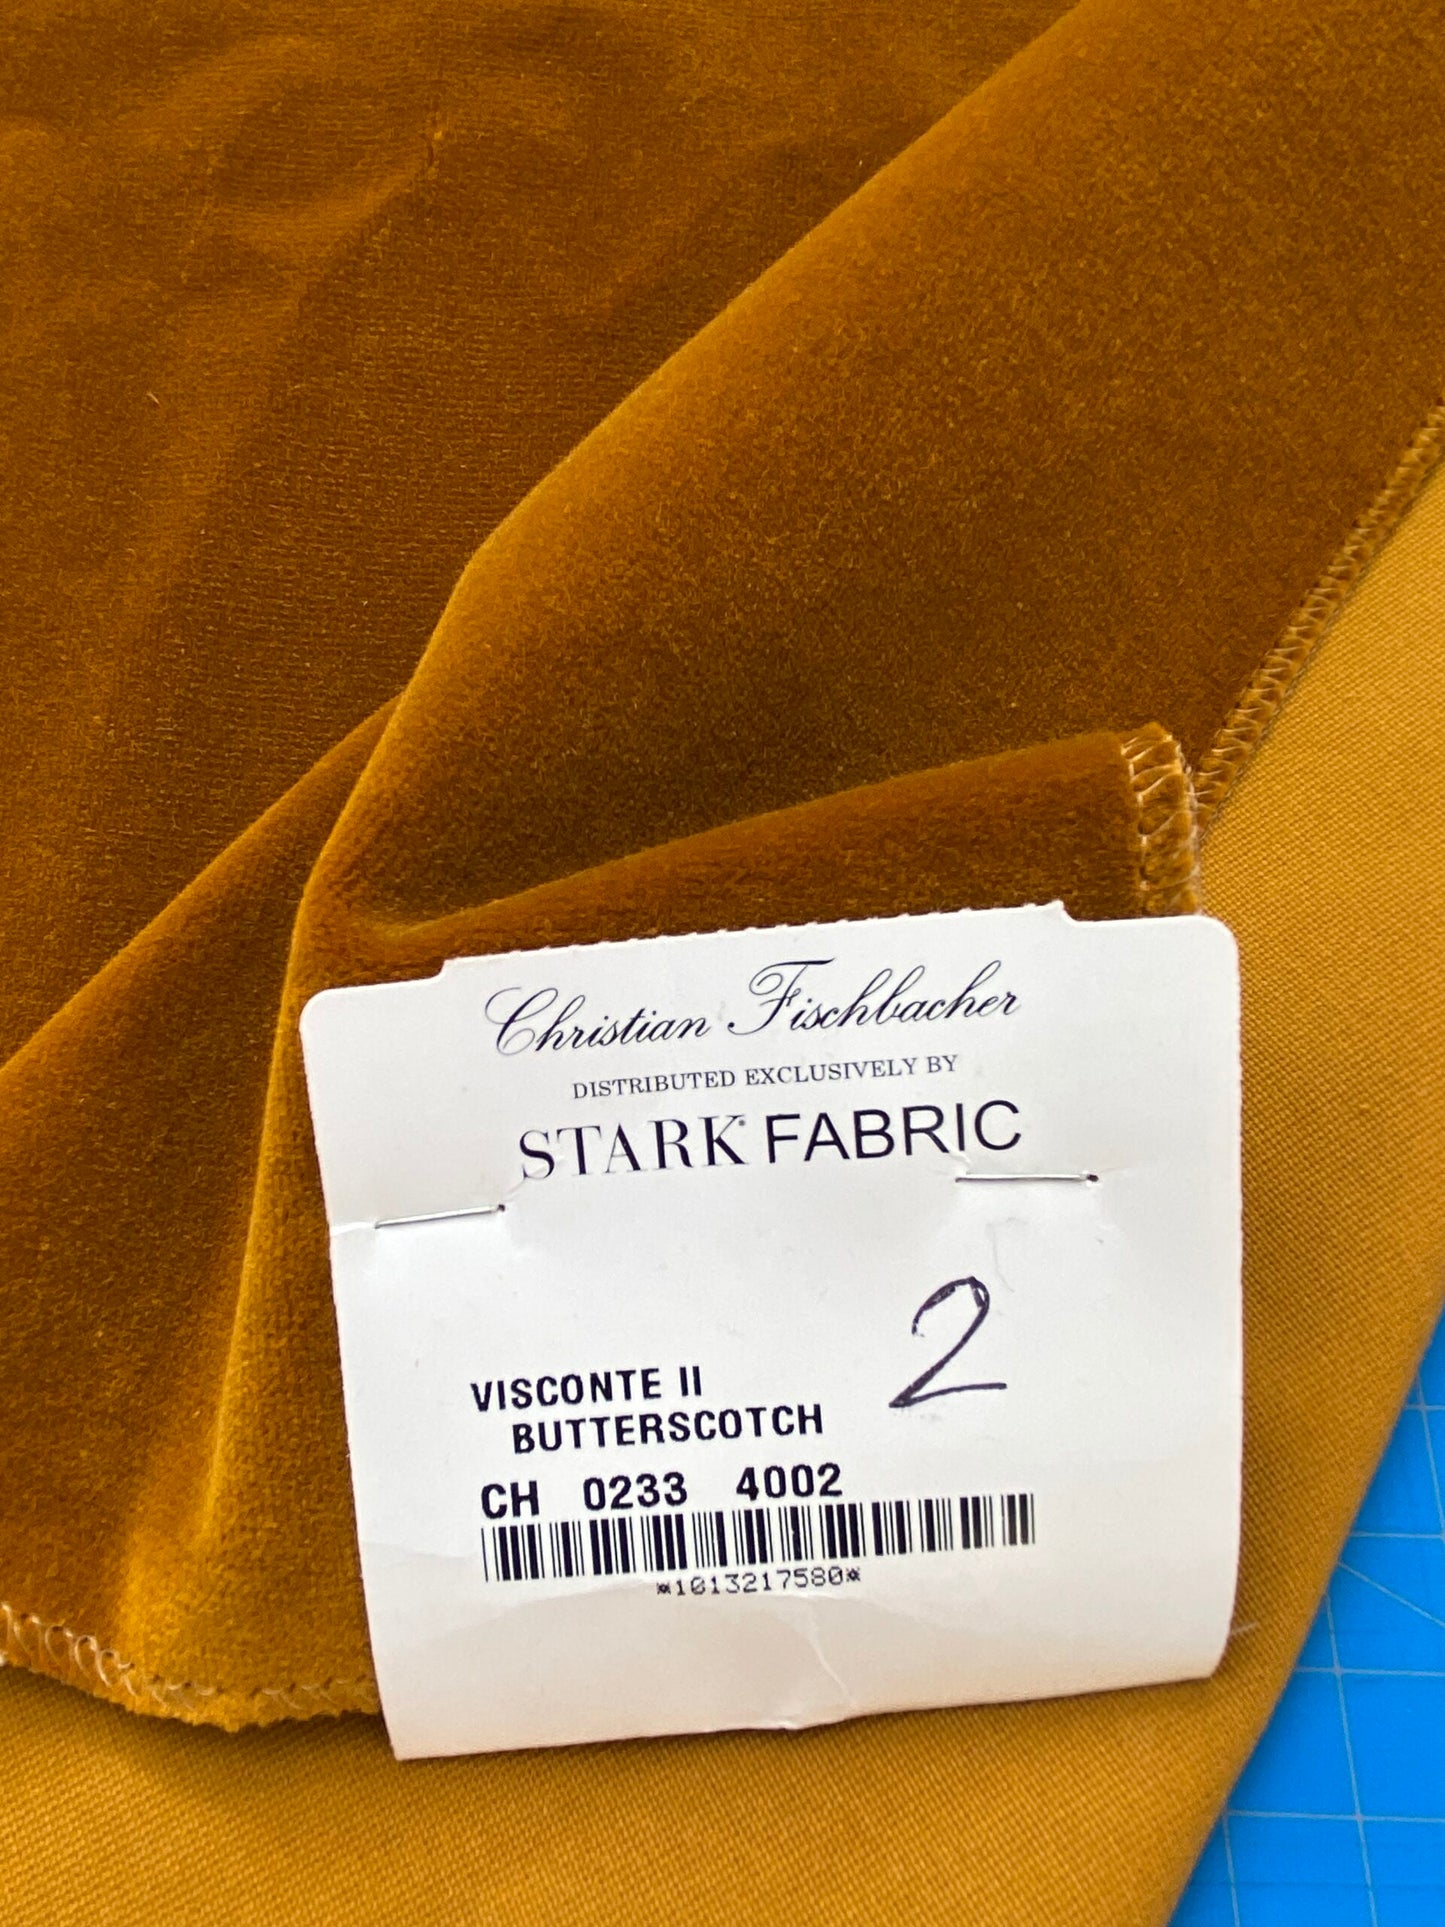 Christian Fischbacher
DISTRIBUTED EXCLUSIVELY BY
STARK FABRIC
2
VISCONTE II
BUTTERSCOTCH
CH 0233 4002
*1013217580*